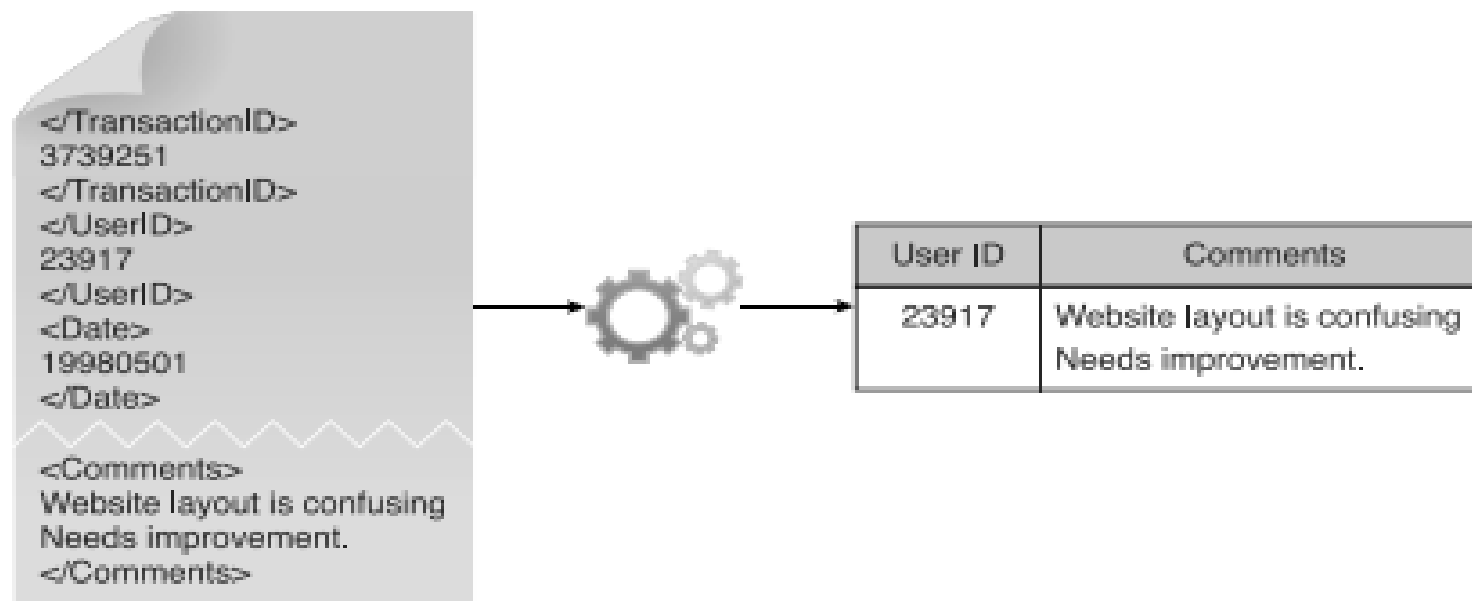 </TransactionID>
3739251
</TransactionID>
</UserID>
23917
</UserID>
<Date>
19980501
</Date>
<Comments>
Website layout is confusing
Needs improvement.
</Comments>
User ID Comments
23917 Website layout is confusing
Needs improvement.